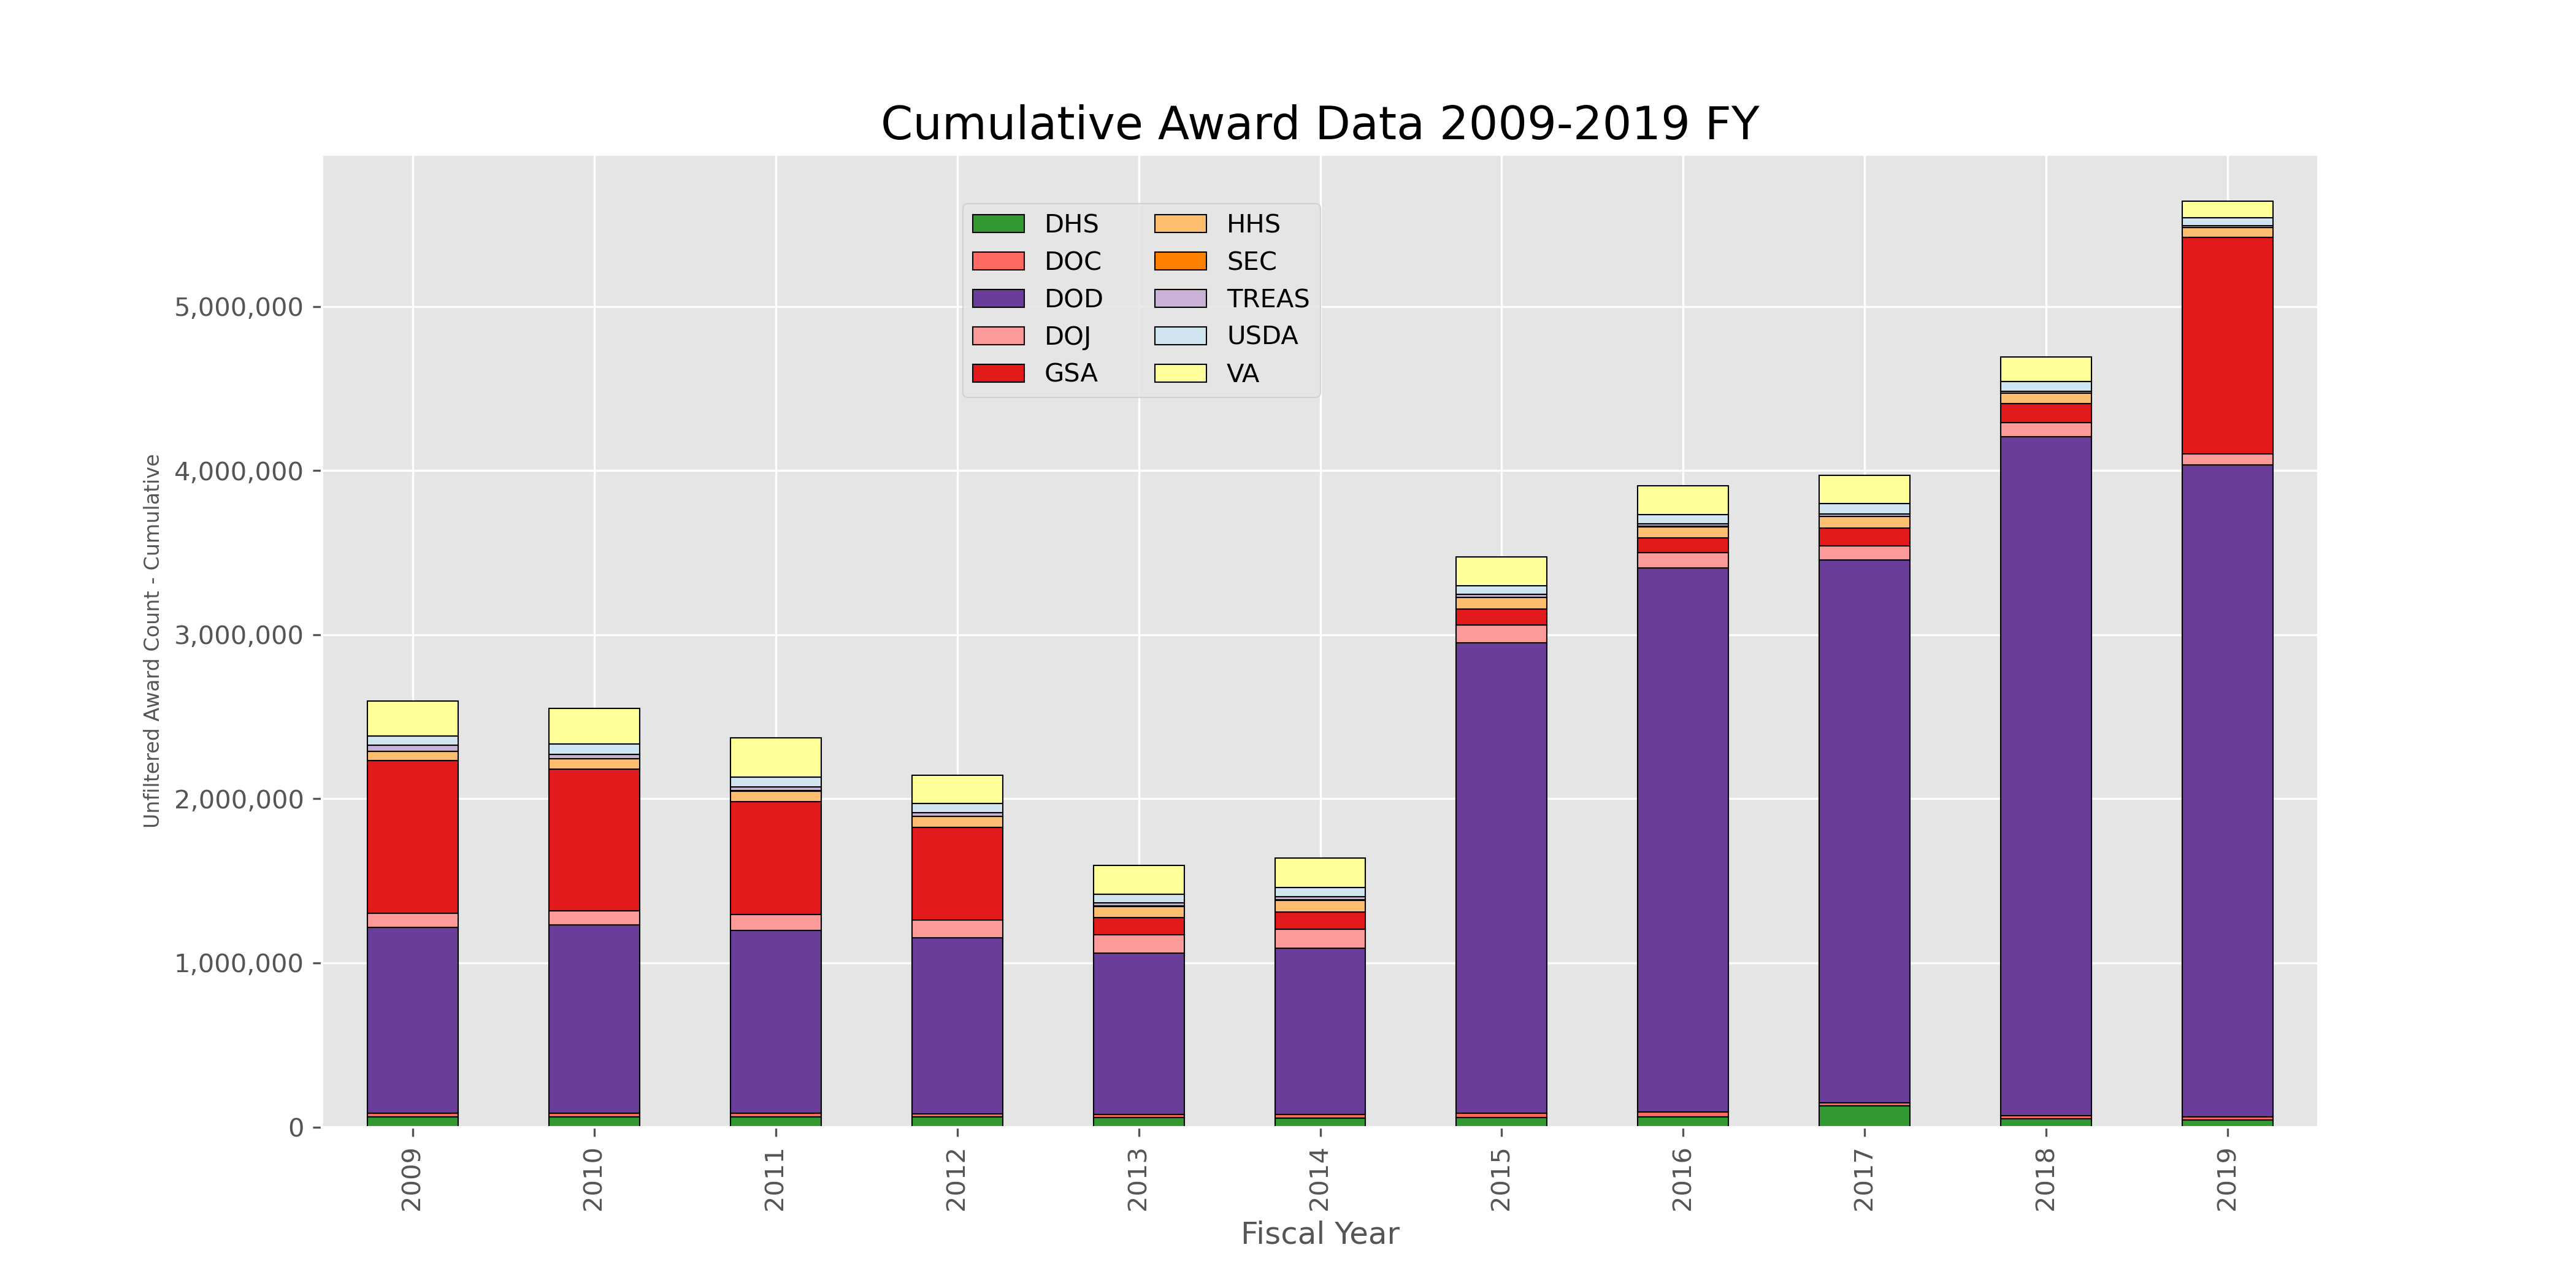 Cumulative Award Data 2009-2019 FY
DHS
DOC
DOD
DOJ
GSA
HHS
SEC
TREAS
USDA
VA
Unfiltered Award Count - Cumulative
5,000,000
4,000,000
3,000,000
2,000,000
1,000,000
0
2009
2010
2011
2012
2013
2014
2015
2016
2017
2018
2019
Fiscal Year